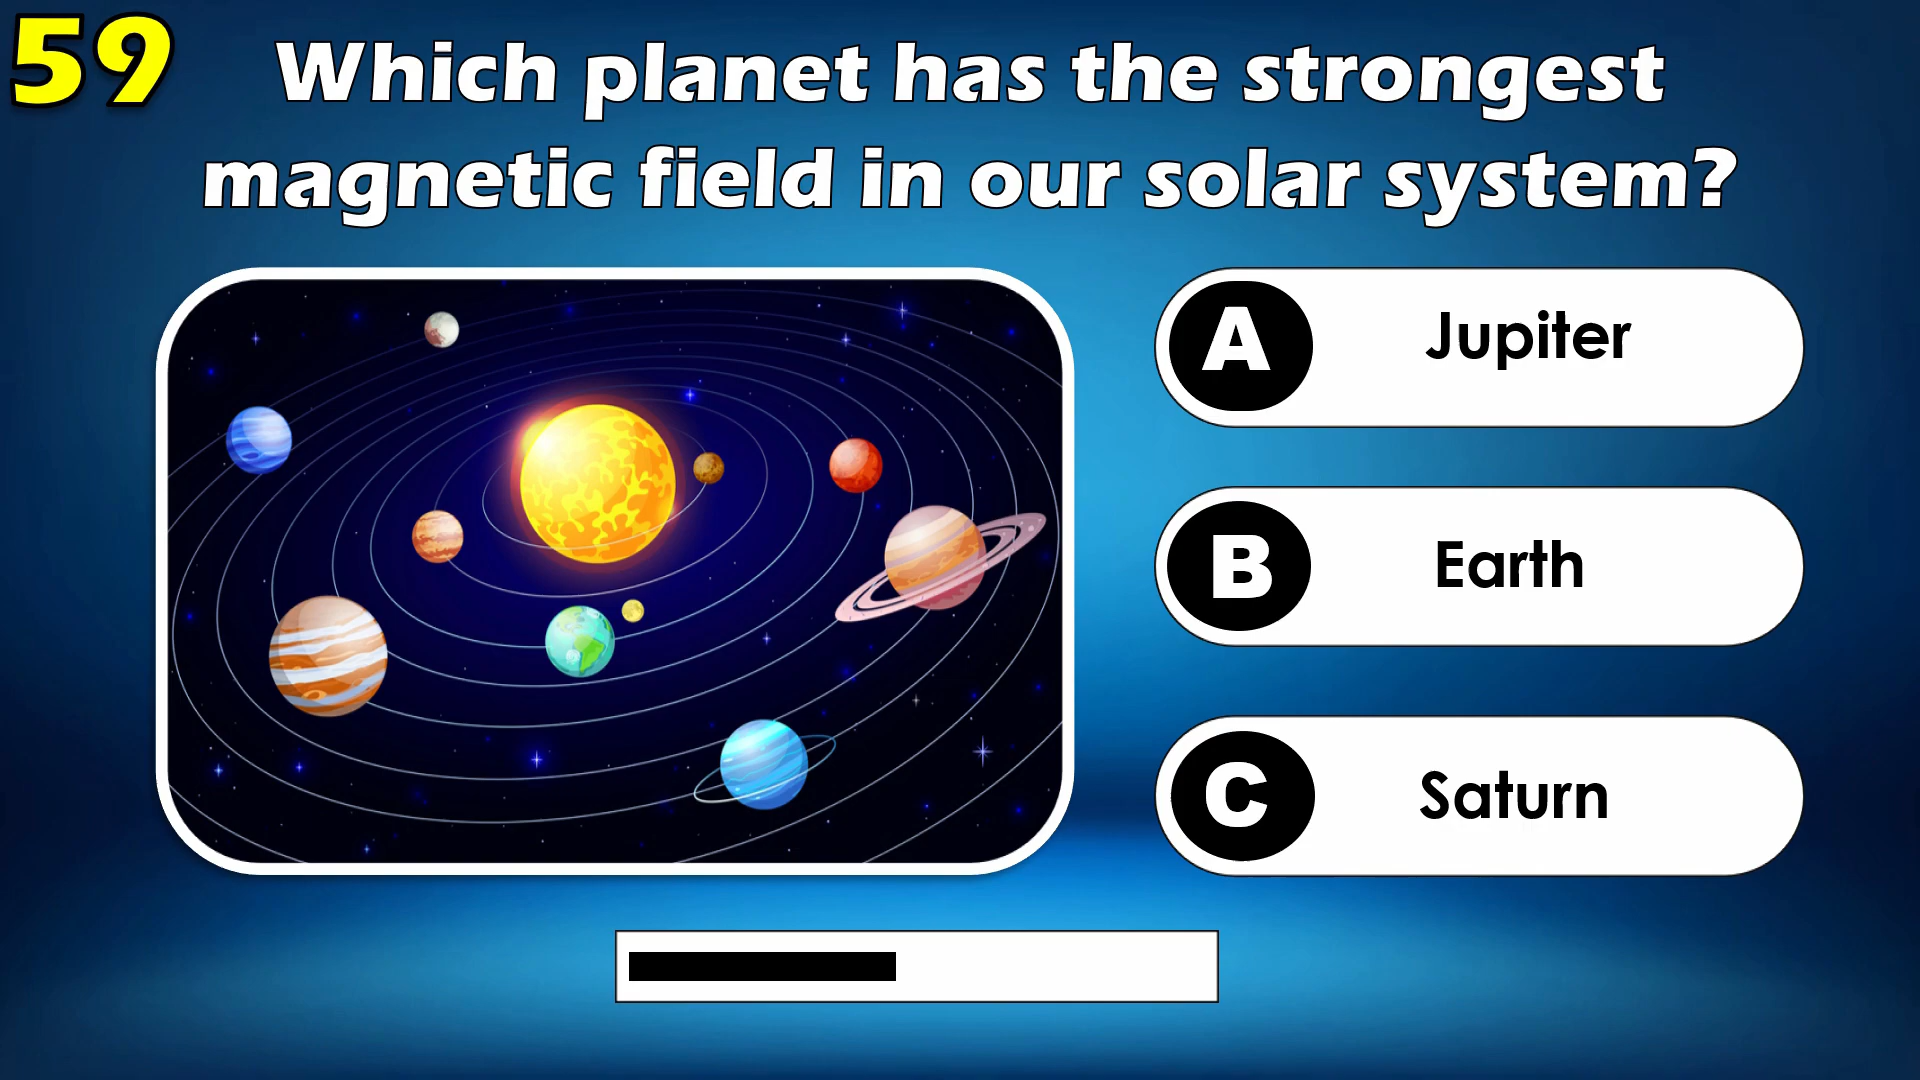 59
Which planet has the strongest
magnetic field in our solar system?
A Jupiter
B Earth
C Saturn